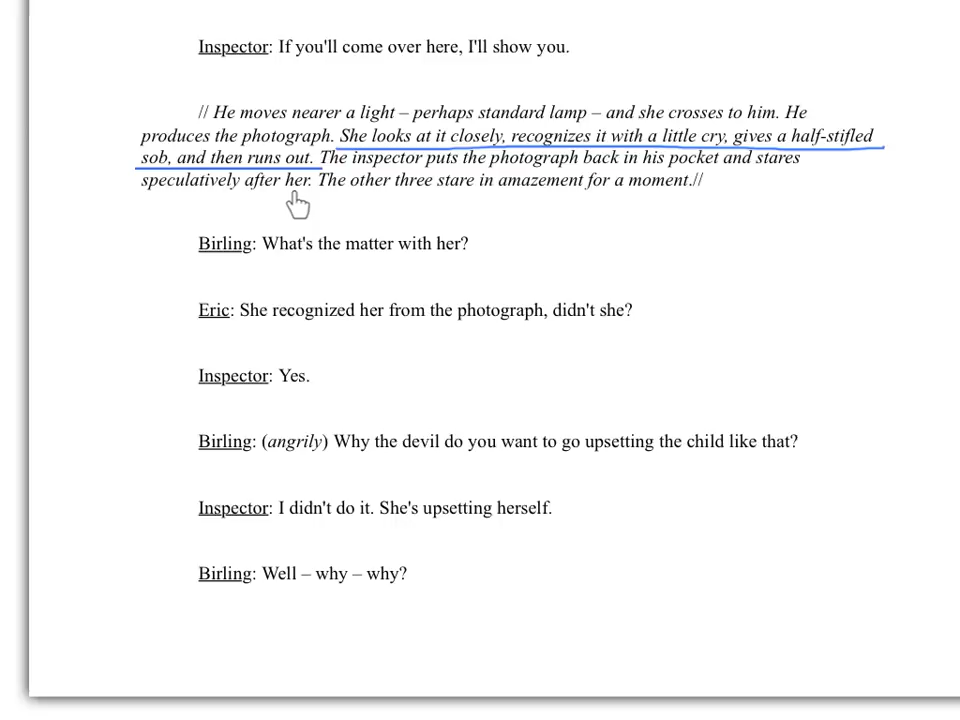 Inspector: If you'll come over here, I'll show you.
// He moves nearer a light – perhaps standard lamp – and she crosses to him. He
produces the photograph. She looks at it closely, recognizes it with a little cry, gives a half-stifled
sob, and then runs out. The inspector puts the photograph back in his pocket and stares
speculatively after her. The other three stare in amazement for a moment.//
Birling: What's the matter with her?
Eric: She recognized her from the photograph, didn't she?
Inspector: Yes.
Birling: (angrily) Why the devil do you want to go upsetting the child like that?
Inspector: I didn't do it. She's upsetting herself.
Birling: Well – why – why?